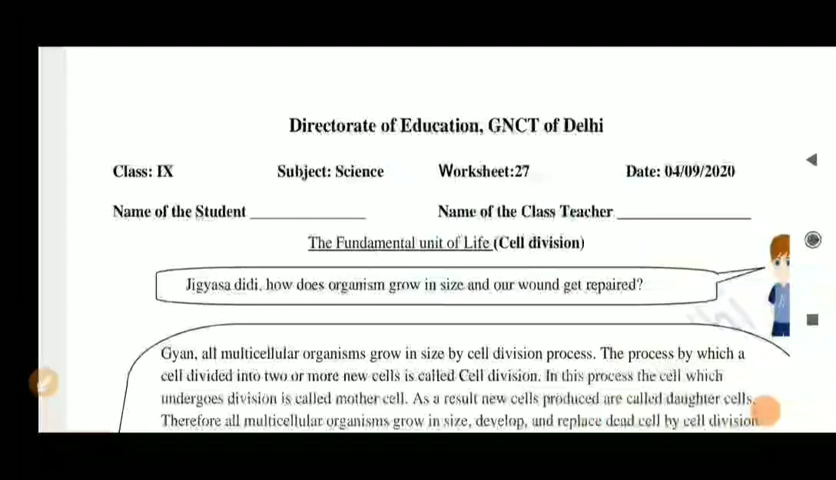 Directorate of Education, GNCT of Delhi
Class: IX Subject: Science Worksheet:27 Date: 04/09/2020
Name of the Student ____________ Name of the Class Teacher ____________
The Fundamental unit of Life (Cell division)
Jigyasa didi, how does organism grow in size and our wound get repaired?
Gyan, all multicellular organisms grow in size by cell division process. The process by which a
cell divided into two or more new cells is called Cell division. In this process the cell which
undergoes division is called mother cell. As a result new cells produced are called daughter cells.
Therefore all multicellular organisms grow in size, develop, and replace dead cell by cell division